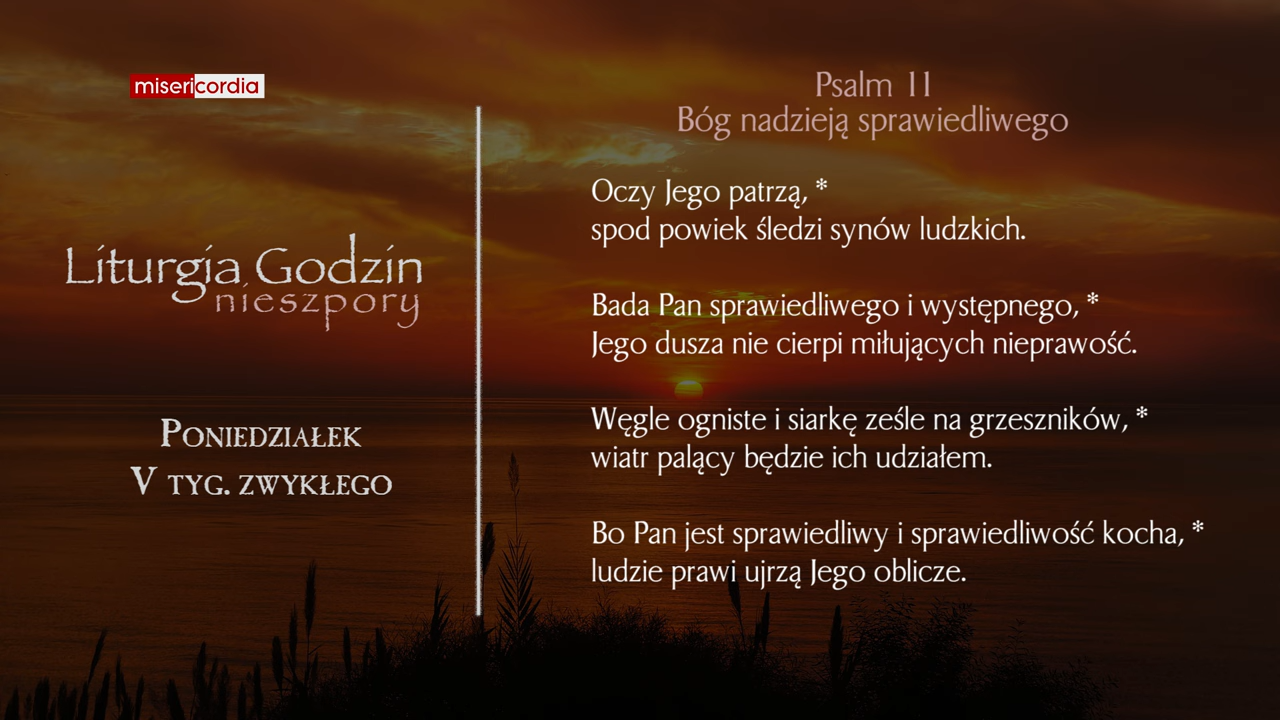 misericordia
Liturgia Godzin
nieszpory
Poniedziałek
V tyg. zwykłego
Psalm 11
Bóg nadzieją sprawiedliwego
Oczy Jego patrzą, *
spod powiek śledzi synów ludzkich.
Bada Pan sprawiedliwego i występnego, *
Jego dusza nie cierpi miłujących nieprawość.
Węgle ogniste i siarkę ześle na grzeszników, *
wiatr palący będzie ich udziałem.
Bo Pan jest sprawiedliwy i sprawiedliwość kocha, *
ludzie prawi ujrzą Jego oblicze.